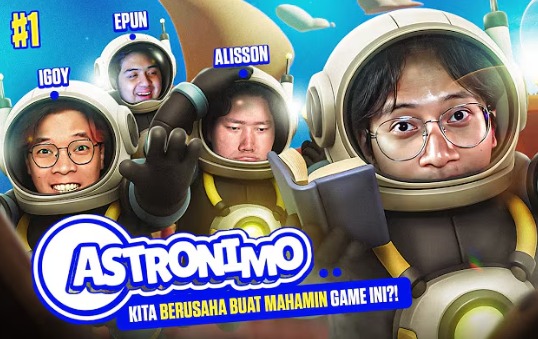 #1
EPUN
IGOY
ALISSON
ASTRONIMO
KITA BERUSAHA BUAT MAHAMIN GAME INI?!